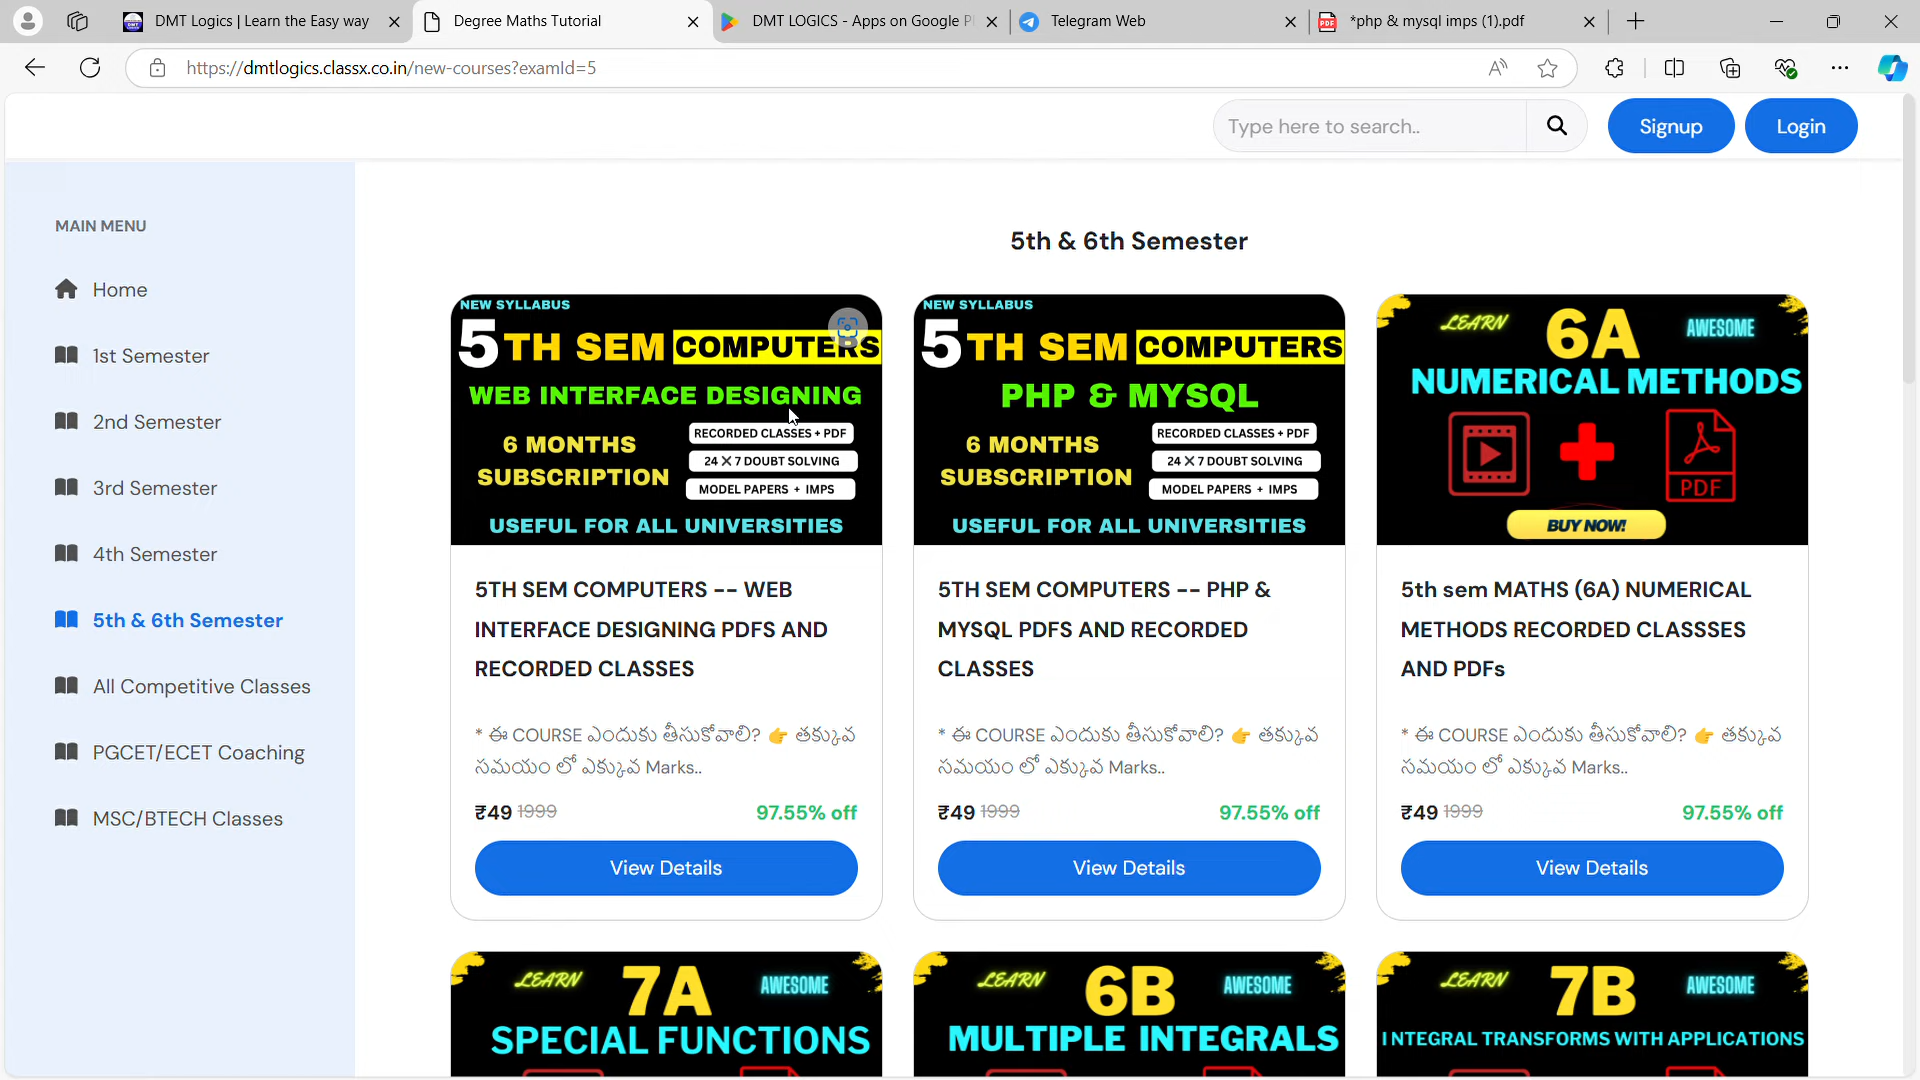 DMT Logics | Learn the Easy way
Degree Maths Tutorial
DMT LOGICS - Apps on Google Pl
Telegram Web
*php & mysql imps (1).pdf
https://dmtlogics.classx.co.in/new-courses?examId=5
Type here to search..
Signup
Login
MAIN MENU
Home
1st Semester
2nd Semester
3rd Semester
4th Semester
5th & 6th Semester
All Competitive Classes
PGCET/ECET Coaching
MSC/BTECH Classes
5th & 6th Semester
NEW SYLLABUS
5TH SEM COMPUTERS
WEB INTERFACE DESIGNING
6 MONTHS
SUBSCRIPTION
RECORDED CLASSES + PDF
24 X 7 DOUBT SOLVING
MODEL PAPERS + IMPS
USEFUL FOR ALL UNIVERSITIES
5TH SEM COMPUTERS -- WEB
INTERFACE DESIGNING PDFS AND
RECORDED CLASSES
* ఈ COURSE ఎందుకు తీసుకోవాలి? 👉 తక్కువ
సమయం లో ఎక్కువ Marks..
₹49 1999 97.55% off
View Details
NEW SYLLABUS
5TH SEM COMPUTERS
PHP & MYSQL
6 MONTHS
SUBSCRIPTION
RECORDED CLASSES + PDF
24 X 7 DOUBT SOLVING
MODEL PAPERS + IMPS
USEFUL FOR ALL UNIVERSITIES
5TH SEM COMPUTERS -- PHP &
MYSQL PDFS AND RECORDED
CLASSES
* ఈ COURSE ఎందుకు తీసుకోవాలి? 👉 తక్కువ
సమయం లో ఎక్కువ Marks..
₹49 1999 97.55% off
View Details
LEARN 6A AWESOME
NUMERICAL METHODS
PDF
BUY NOW!
5th sem MATHS (6A) NUMERICAL
METHODS RECORDED CLASSSES
AND PDFs
* ఈ COURSE ఎందుకు తీసుకోవాలి? 👉 తక్కువ
సమయం లో ఎక్కువ Marks..
₹49 1999 97.55% off
View Details
LEARN 7A AWESOME
SPECIAL FUNCTIONS
LEARN 6B AWESOME
MULTIPLE INTEGRALS
LEARN 7B AWESOME
INTEGRAL TRANSFORMS WITH APPLICATIONS